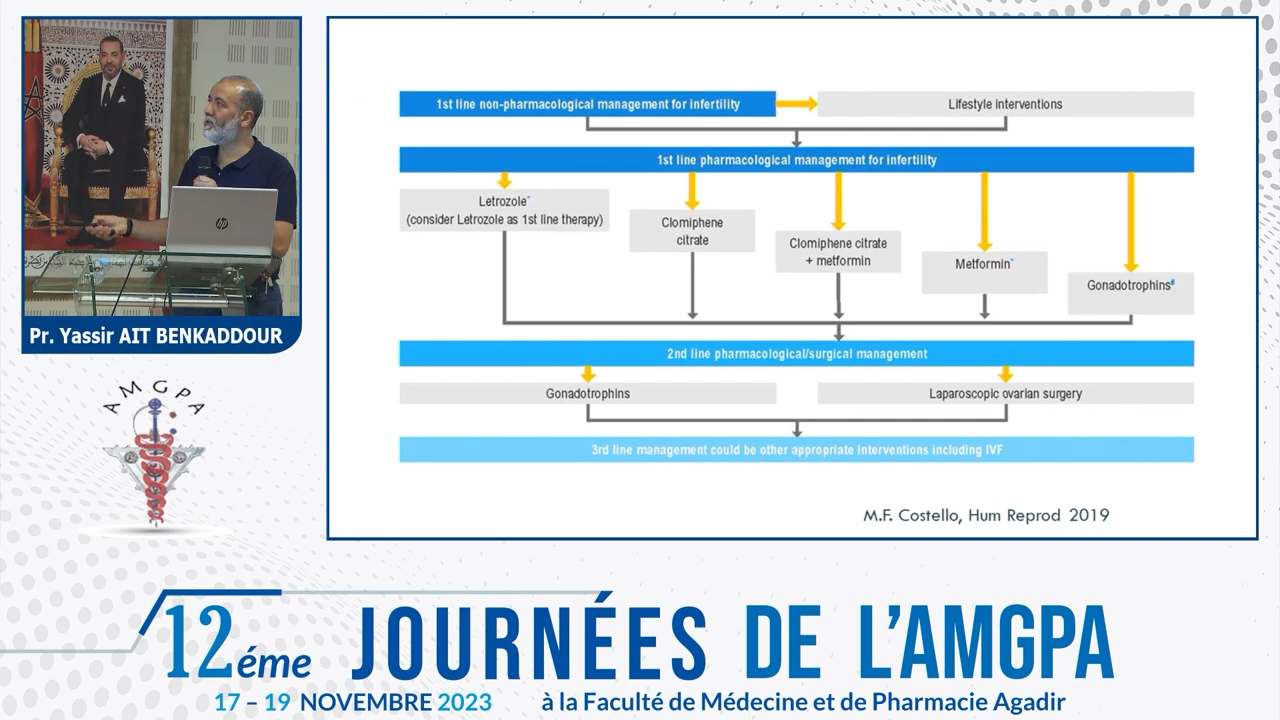 1st line non-pharmacological management for infertility
Lifestyle interventions
1st line pharmacological management for infertility
Letrozole*
(consider Letrozole as 1st line therapy)
Clomiphene
citrate
Clomiphene citrate
+ metformin
Metformin*
Gonadotrophins#
2nd line pharmacological/surgical management
Gonadotrophins
Laparoscopic ovarian surgery
3rd line management could be other appropriate interventions including IVF
M.F. Costello, Hum Reprod 2019
hp
Pr. Yassir AIT BENKADDOUR
AMGPA
12éme JOURNÉES DE L'AMGPA
17 – 19 NOVEMBRE 2023 à la Faculté de Médecine et de Pharmacie Agadir